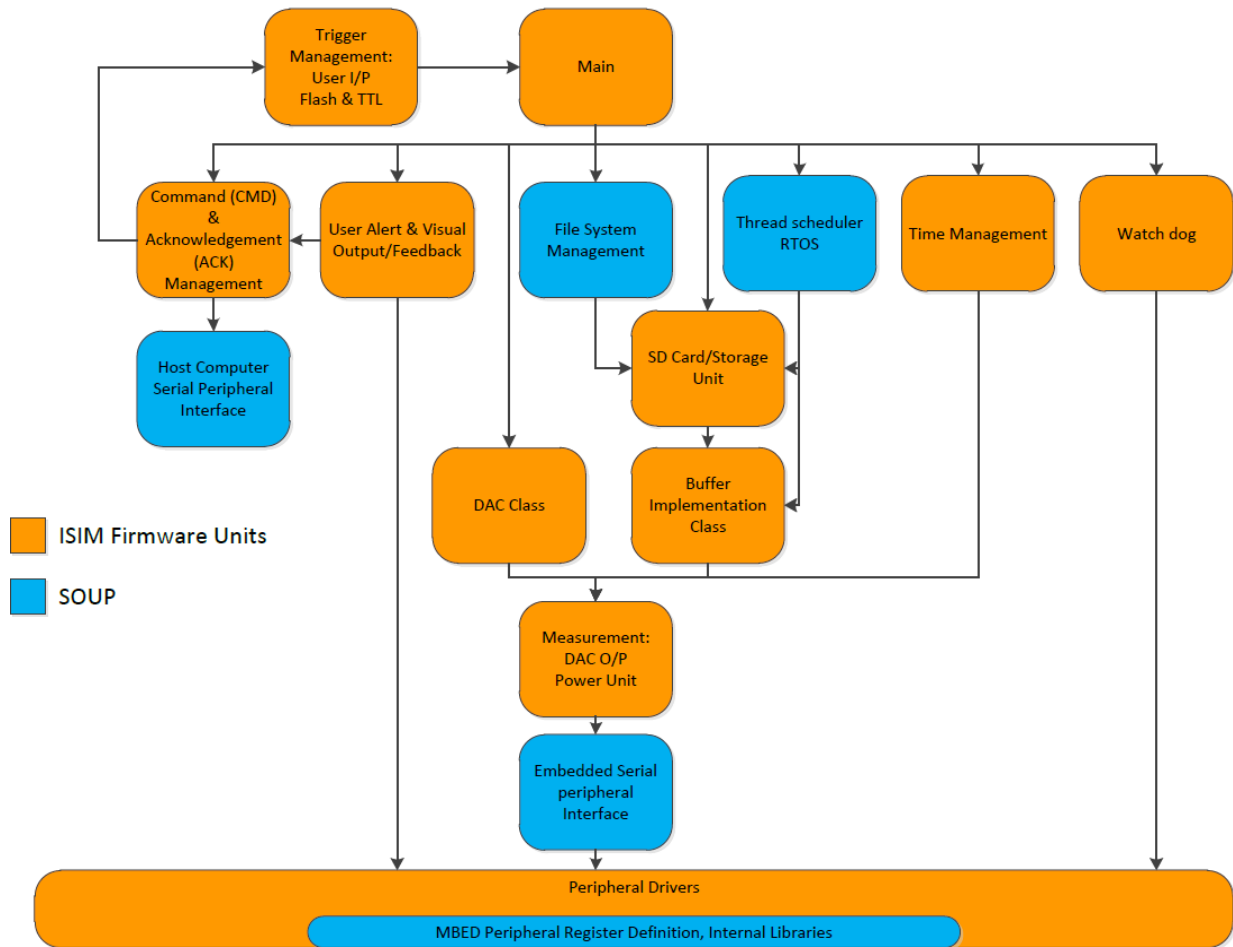 Trigger
Management:
User I/P
Flash & TTL
Main
Command (CMD)
&
Acknowledgement
(ACK)
Management
User Alert & Visual
Output/Feedback
File System
Management
Thread scheduler
RTOS
Time Management
Watch dog
Host Computer
Serial Peripheral
Interface
SD Card/Storage
Unit
DAC Class
Buffer
Implementation
Class
ISIM Firmware Units
SOUP
Measurement:
DAC O/P
Power Unit
Embedded Serial
peripheral
Interface
Peripheral Drivers
MBED Peripheral Register Definition, Internal Libraries